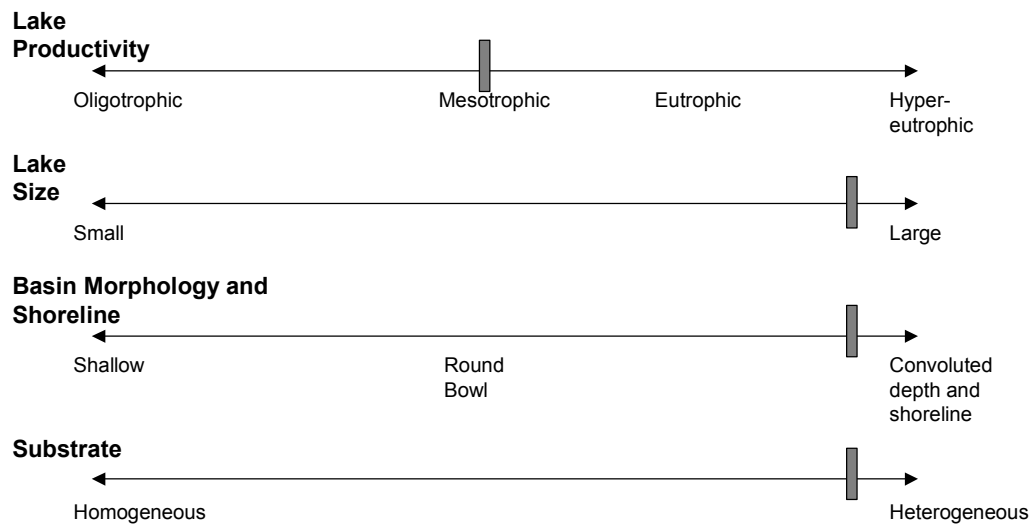 Lake
Productivity
Oligotrophic Mesotrophic Eutrophic Hyper-
eutrophic
Lake
Size
Small Large
Basin Morphology and
Shoreline
Shallow Round Convoluted
Bowl depth and
shoreline
Substrate
Homogeneous Heterogeneous